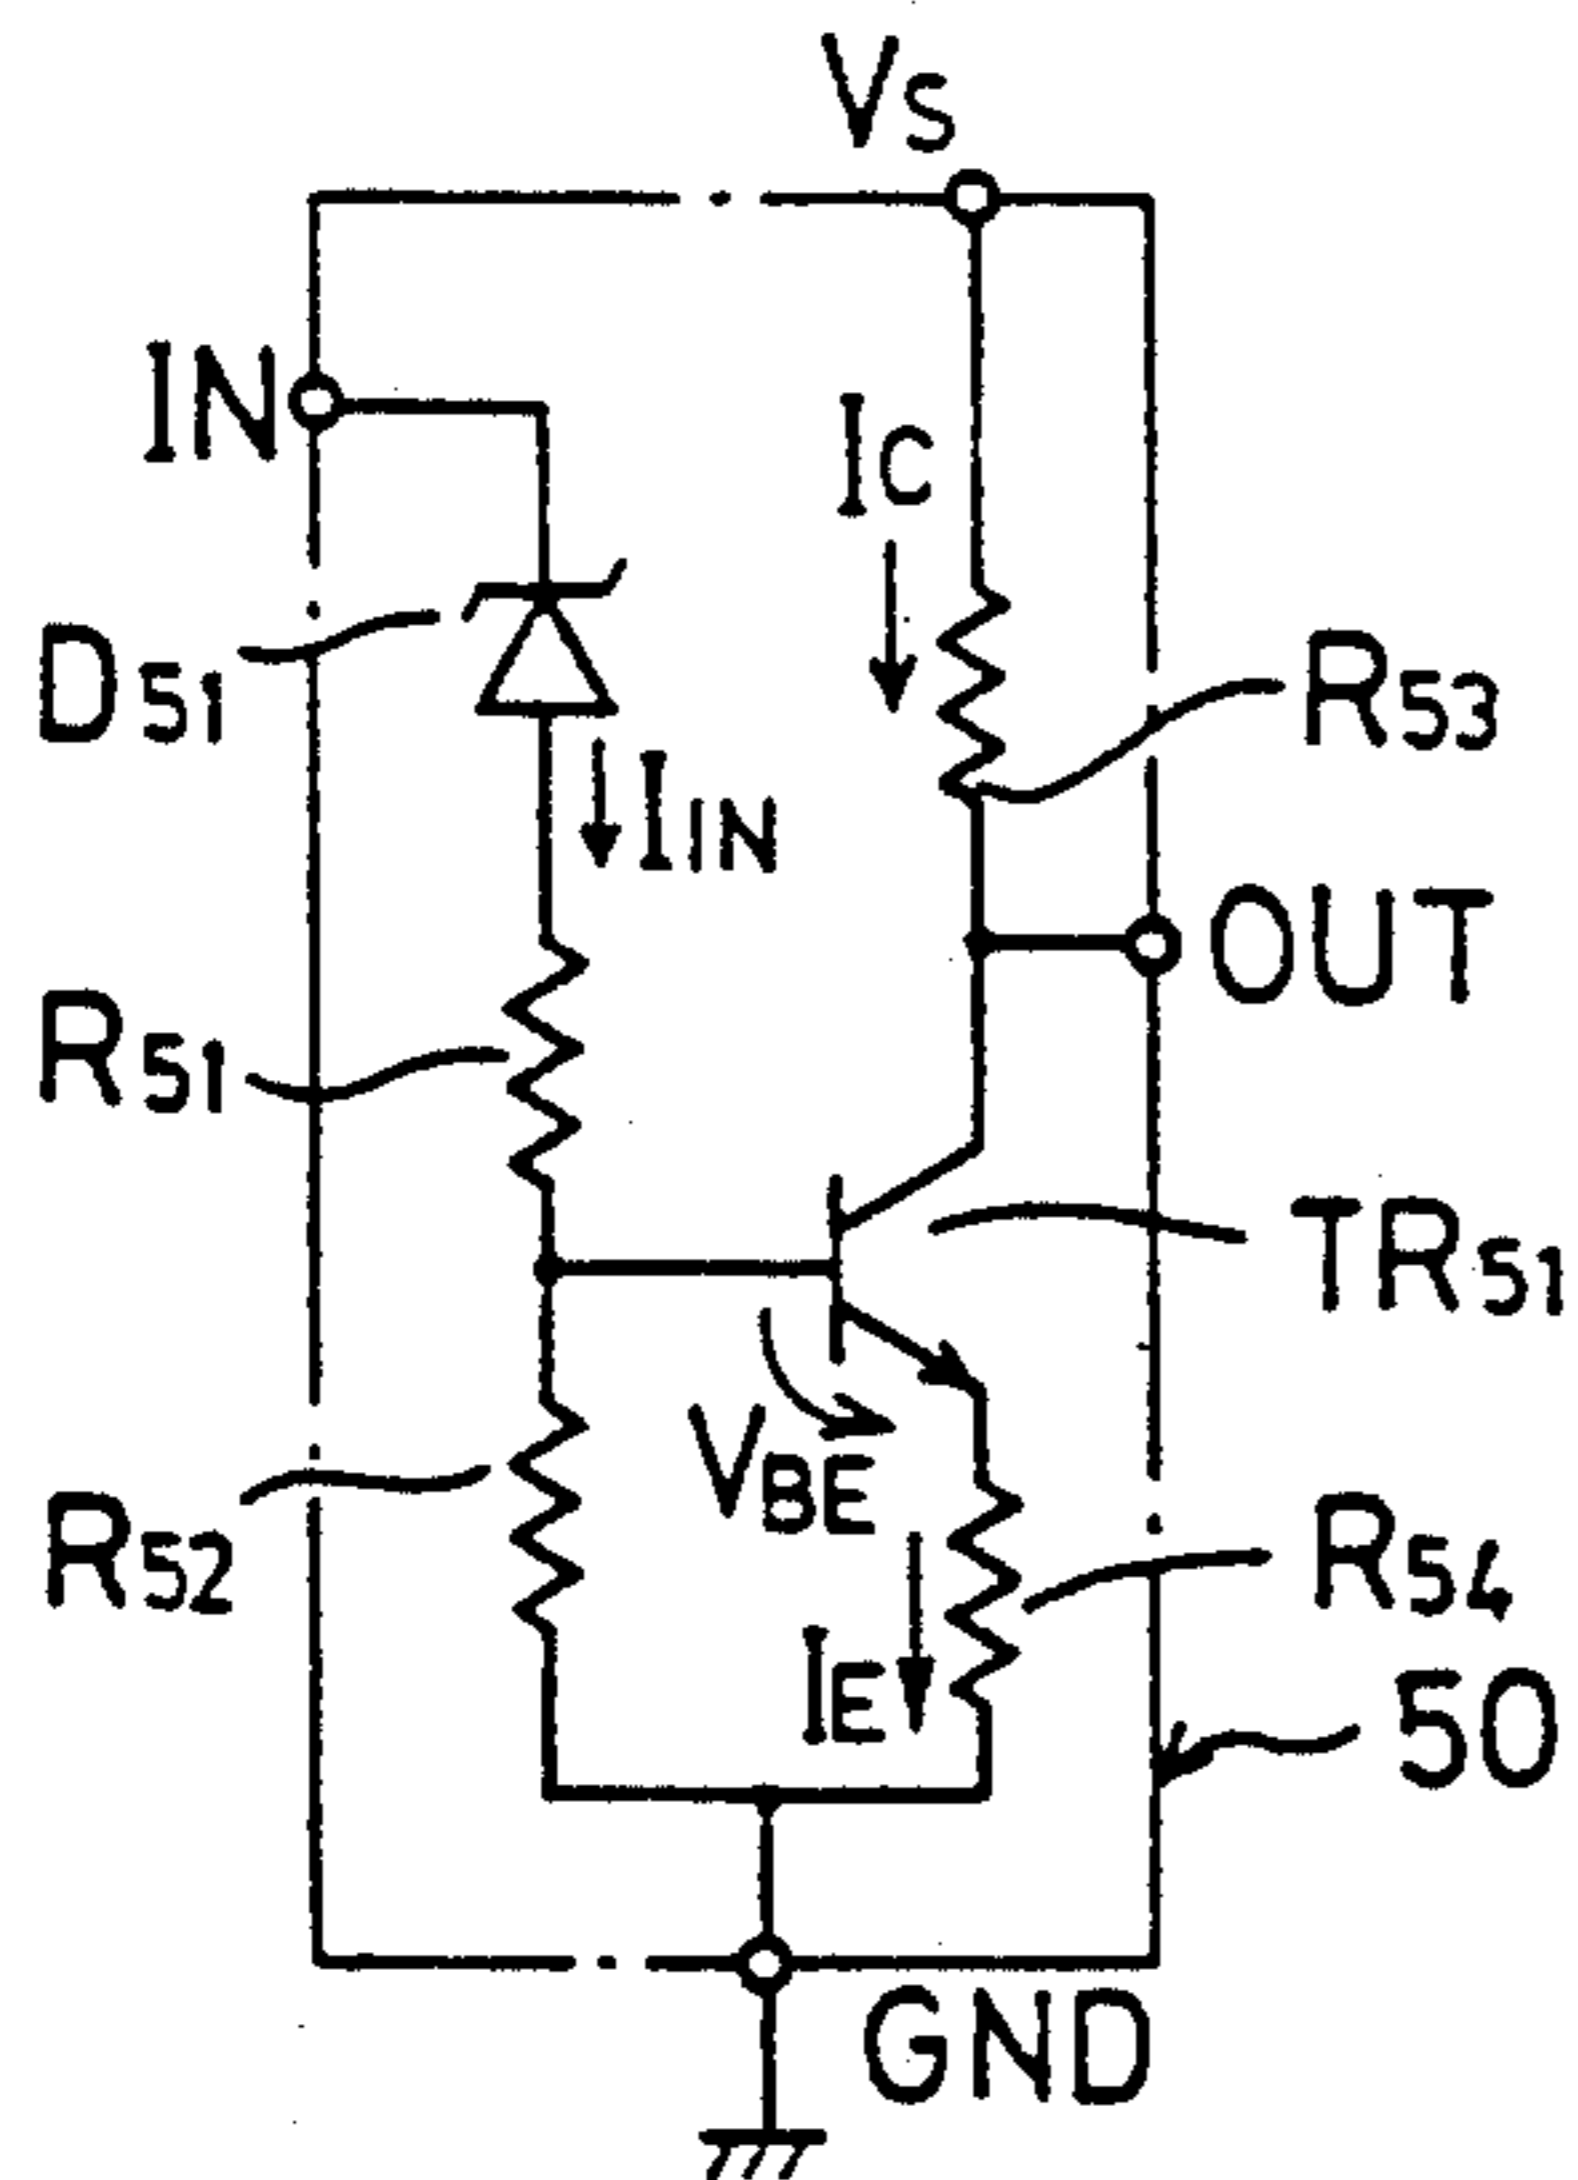 Vs
IN
Ic
D51
R53
IIN
OUT
R51
TR51
VBE
R52
R54
IE
50
GND